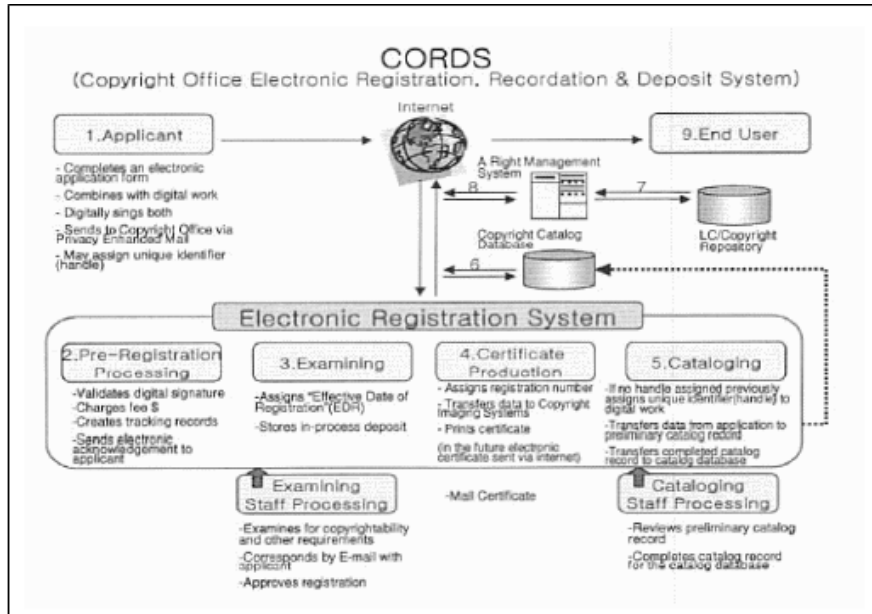 CORDS
(Copyright Office Electronic Registration, Recordation & Deposit System)
Internet
1.Applicant
- Completes an electronic
application form
- Combines with digital work
- Digitally sings both
- Sends to Copyright Office via
Privacy Enhanced Mail
- May assign unique identifier
(handle)
9.End User
A Right Management
System
8
7
LC/Copyright
Repository
Copyright Catalog
Database
6
Electronic Registration System
2.Pre-Registration
Processing
-Validates digital signature
-Charges fee $
-Creates tracking records
-Sends electronic
acknowledgement to
applicant
3.Examining
-Assigns "Effective Date of
Registration"(EDR)
-Stores in-process deposit
4.Certificate
Production
- Assigns registration number
- Transfers data to Copyright
Imaging Systems
- Prints certificate
(in the future electronic
certificate sent via internet)
5.Cataloging
-If no handle assigned previously
assigns unique identifier(handle) to
digital work
-Transfers data from application to
preliminary catalog record
-Transfers completed catalog
record to catalog database
Examining
Staff Processing
-Examines for copyrightability
and other requirements
-Corresponds by E-mail with
applicant
-Approves registration
-Mail Certificate
Cataloging
Staff Processing
-Reviews preliminary catalog
record
-Completes catalog record
for the catalog database